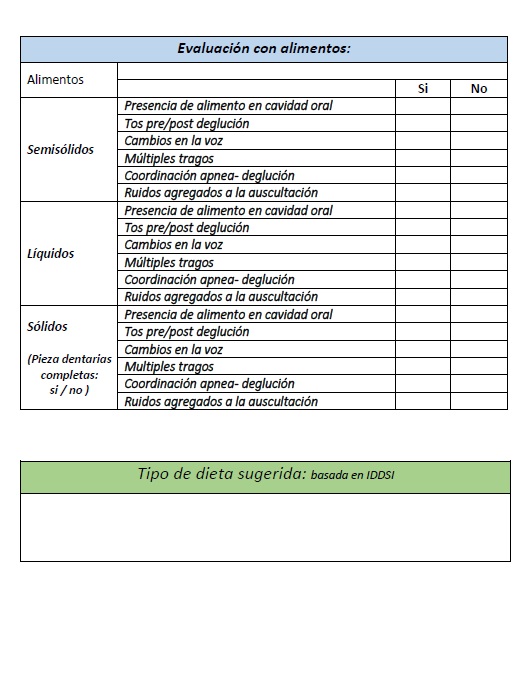 Evaluación con alimentos:
Alimentos
Si No
Semisólidos
Presencia de alimento en cavidad oral
Tos pre/post deglución
Cambios en la voz
Múltiples tragos
Coordinación apnea- deglución
Ruidos agregados a la auscultación
Líquidos
Presencia de alimento en cavidad oral
Tos pre/post deglución
Cambios en la voz
Múltiples tragos
Coordinación apnea- deglución
Ruidos agregados a la auscultación
Sólidos
(Pieza dentarias
completas:
si / no )
Presencia de alimento en cavidad oral
Tos pre/post deglución
Cambios en la voz
Multiples tragos
Coordinación apnea- deglución
Ruidos agregados a la auscultación
Tipo de dieta sugerida: basada en IDDSI